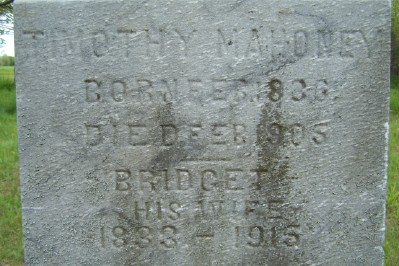 TIMOTHY MAHONEY
BORN FEB. 1836.
DIED FEB. 1905
BRIDGET
HIS WIFE
1833 – 1915